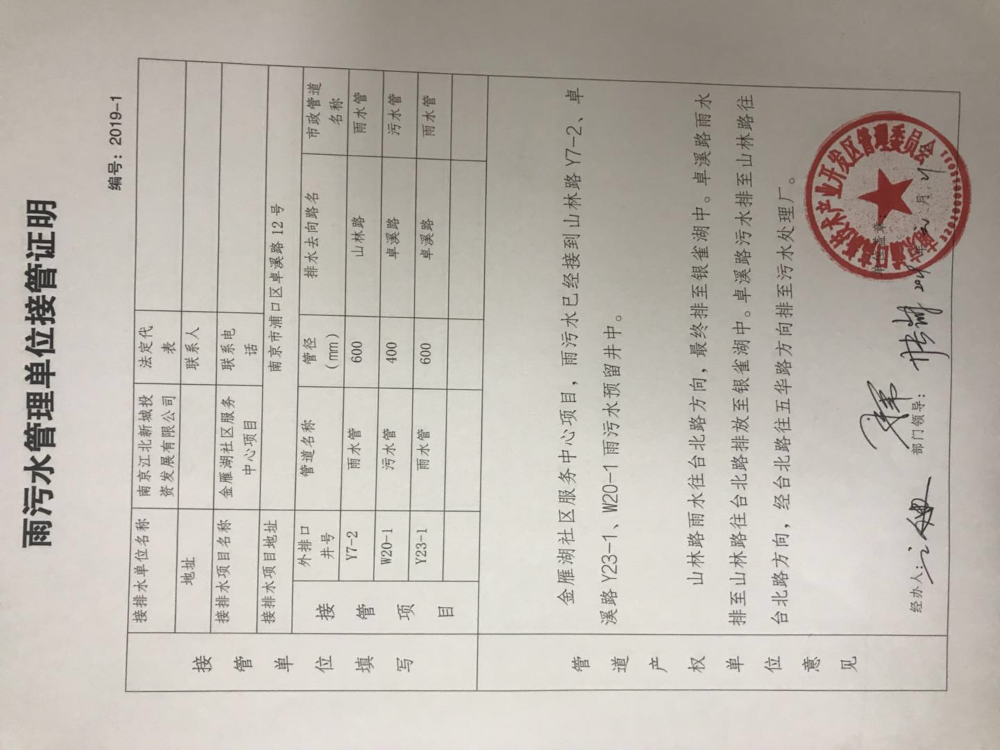 雨污水管理单位接管证明
编号：2019-1
接管单位填写
接排水单位名称
南京江北新城投
资发展有限公司
法定代
表
地址
联系人
接排水项目名称
金雁湖社区服务
中心项目
联系电
话
接排水项目地址
南京市浦口区卓溪路 12 号
接管项目
外排口
井号
管道名称
管径
（mm）
排水去向路名
市政管道
名称
Y7-2 雨水管 600 山林路 雨水管
W20-1 污水管 400 卓溪路 污水管
Y23-1 雨水管 600 卓溪路 雨水管
管道产权单位意见
金雁湖社区服务中心项目，雨污水已经接到山林路 Y7-2、卓
溪路 Y23-1、W20-1 雨污水预留井中。
山林路雨水往台北路方向，最终排至银雀湖中。卓溪路雨水
排至山林路往台北路排放至银雀湖中。卓溪路污水排至山林路往
台北路方向，经台北路往五华路方向排至污水处理厂。
经办人：
部门领导：
月